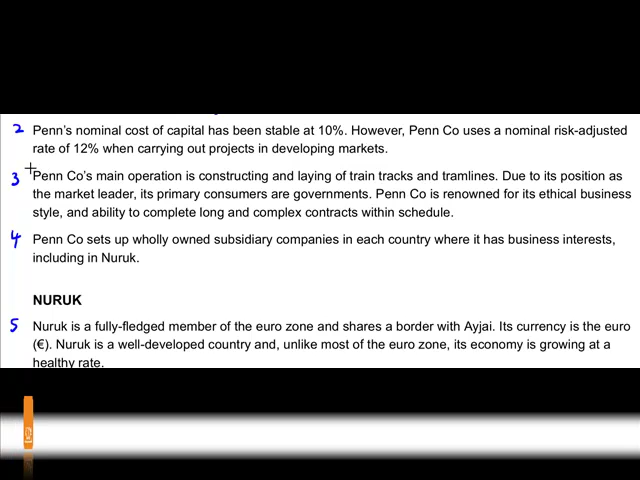 2 Penn's nominal cost of capital has been stable at 10%. However, Penn Co uses a nominal risk-adjusted
rate of 12% when carrying out projects in developing markets.
3 Penn Co's main operation is constructing and laying of train tracks and tramlines. Due to its position as
the market leader, its primary consumers are governments. Penn Co is renowned for its ethical business
style, and ability to complete long and complex contracts within schedule.
4 Penn Co sets up wholly owned subsidiary companies in each country where it has business interests,
including in Nuruk.
NURUK
5 Nuruk is a fully-fledged member of the euro zone and shares a border with Ayjai. Its currency is the euro
(€). Nuruk is a well-developed country and, unlike most of the euro zone, its economy is growing at a
healthy rate.